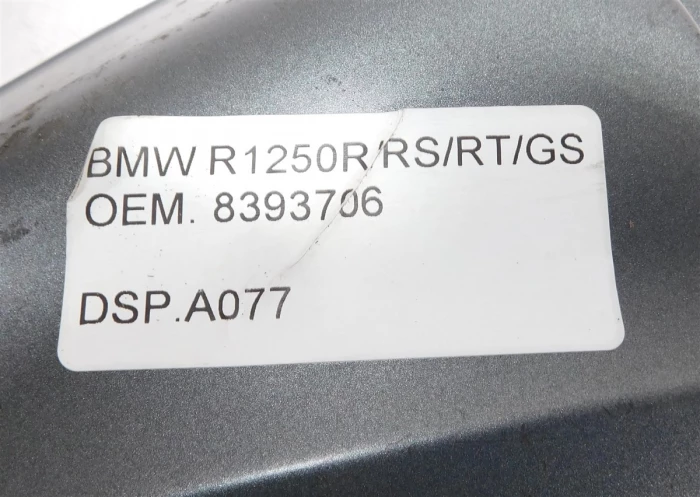 BMW R1250R/RS/RT/GS
OEM. 8393706
DSP.A077